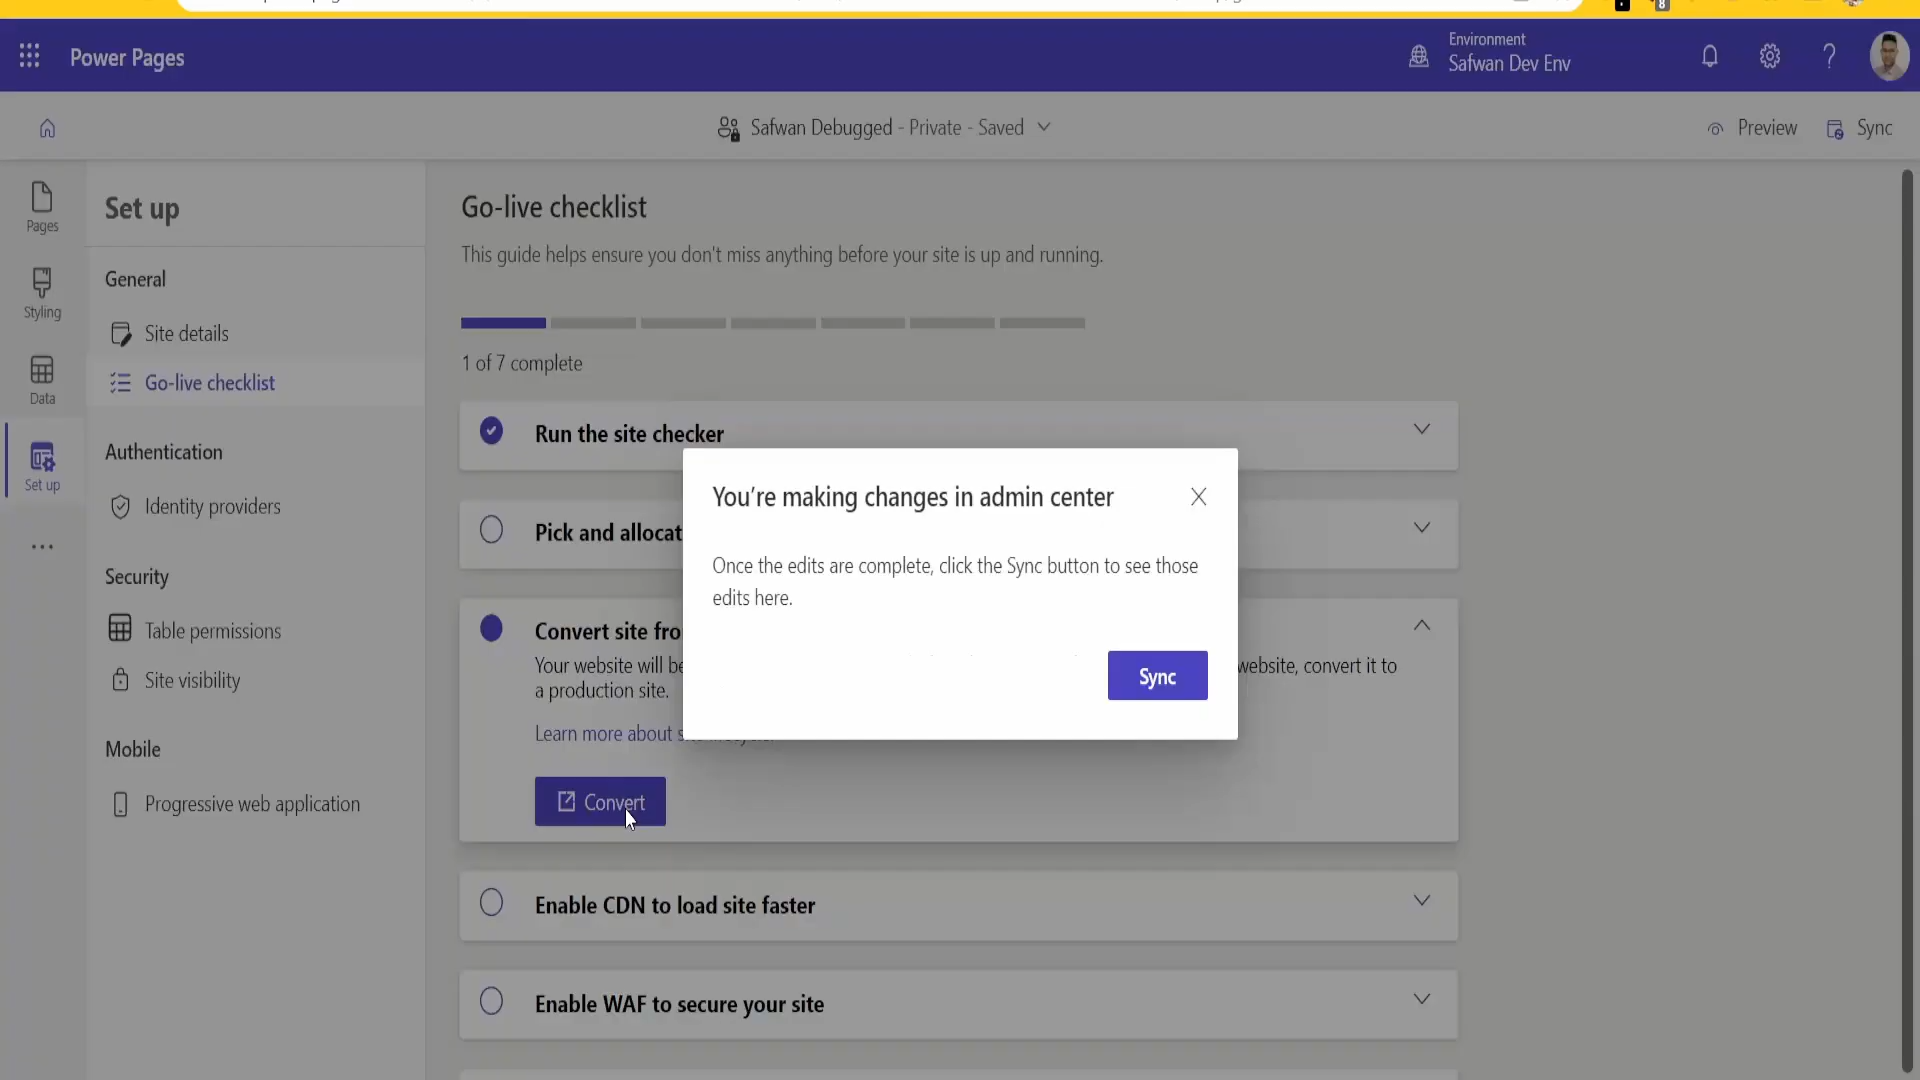 Power Pages
Environment
Safwan Dev Env
Safwan Debugged - Private - Saved
Preview
Sync
Pages
Styling
Data
Set up
Set up
General
Site details
Go-live checklist
Authentication
Identity providers
Security
Table permissions
Site visibility
Mobile
Progressive web application
Go-live checklist
This guide helps ensure you don't miss anything before your site is up and running.
1 of 7 complete
Run the site checker
Pick and allocat
Convert site fro
Your website will be
website, convert it to
a production site.
Learn more about
Convert
Enable CDN to load site faster
Enable WAF to secure your site
You're making changes in admin center
Once the edits are complete, click the Sync button to see those
edits here.
Sync
8